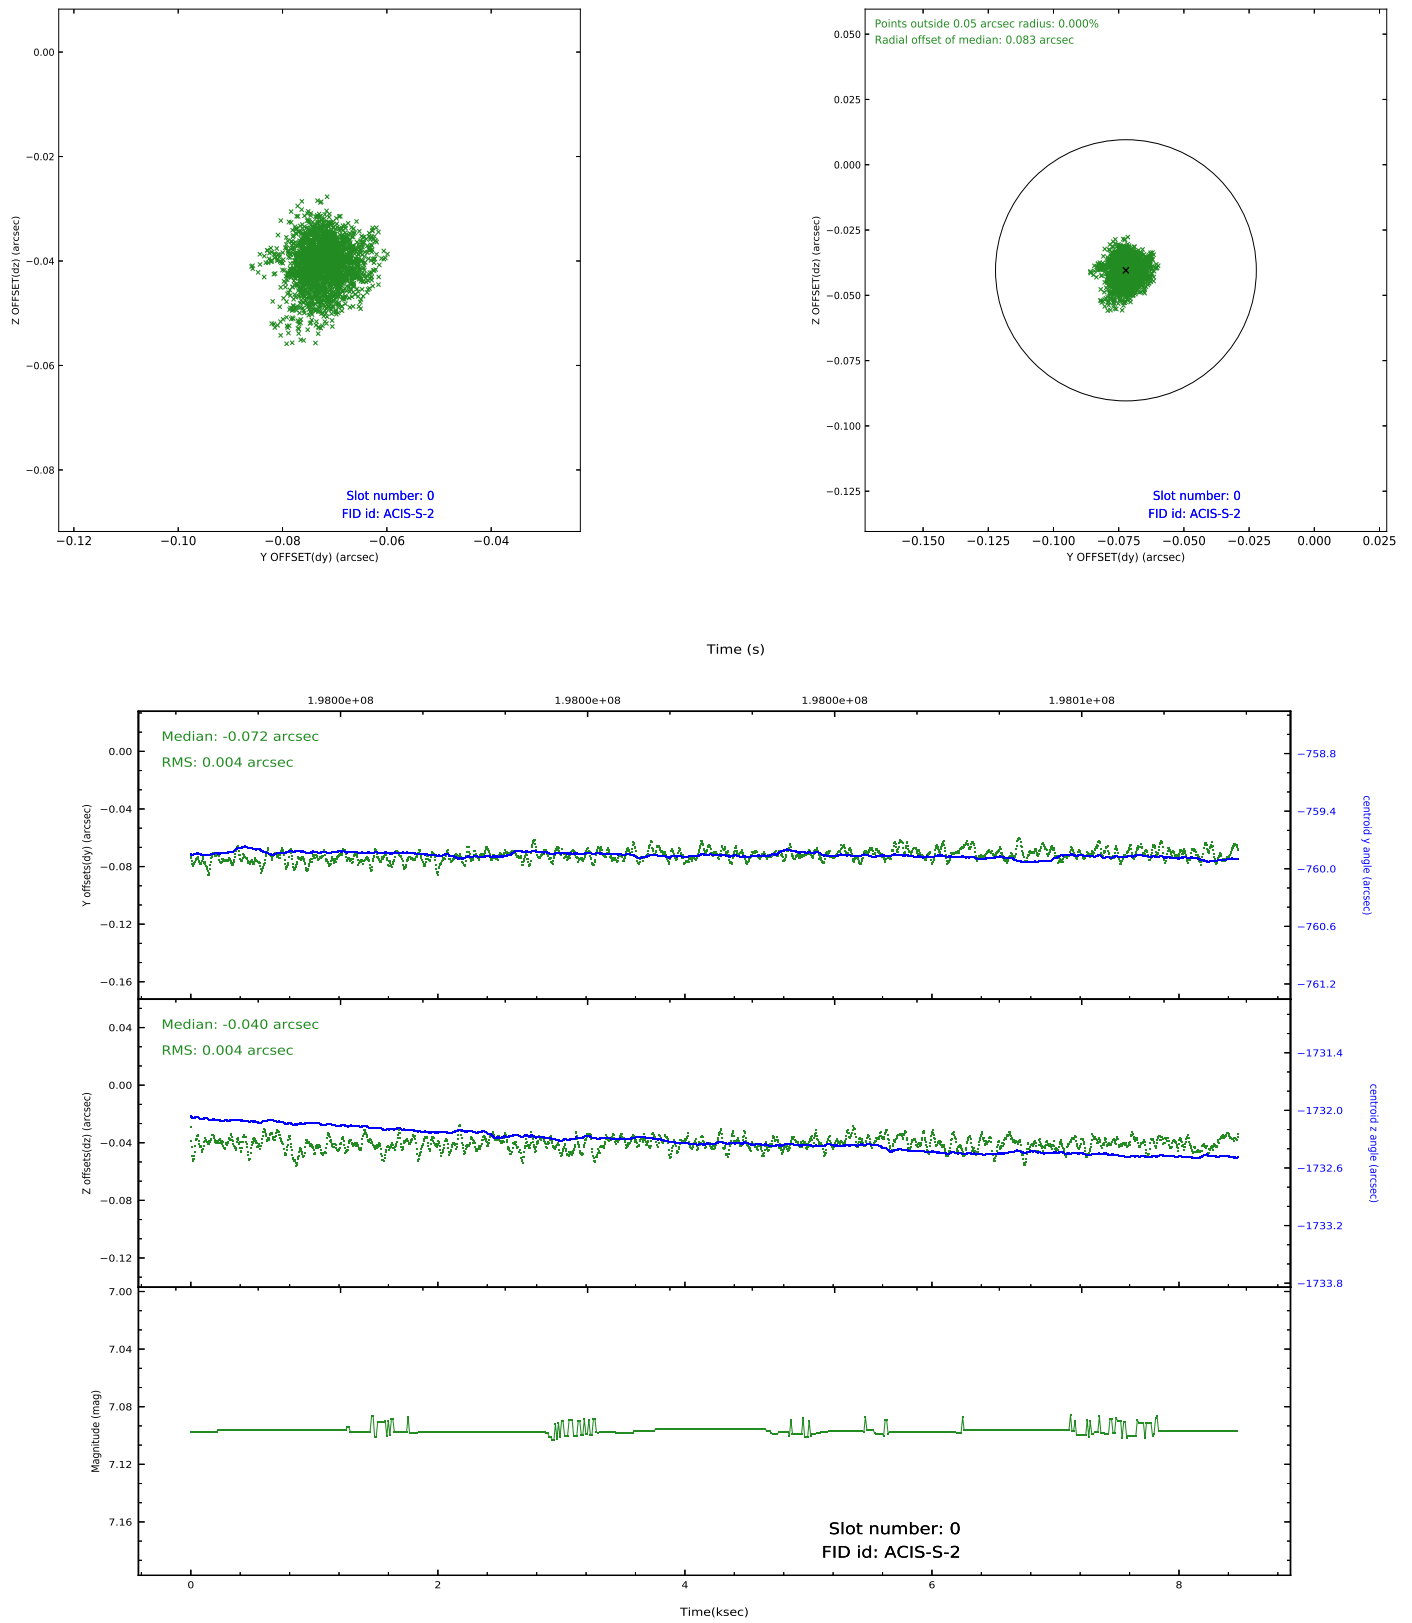 0.00
−0.02
−0.04
−0.06
−0.08
Z OFFSET(dz) (arcsec)
Slot number: 0
FID id: ACIS-S-2
−0.12 −0.10 −0.08 −0.06 −0.04
Y OFFSET(dy) (arcsec)
Points outside 0.05 arcsec radius: 0.000%
Radial offset of median: 0.083 arcsec
0.050
0.025
0.000
−0.025
−0.050
−0.075
−0.100
−0.125
Z OFFSET(dz) (arcsec)
Slot number: 0
FID id: ACIS-S-2
−0.150 −0.125 −0.100 −0.075 −0.050 −0.025 0.000 0.025
Y OFFSET(dy) (arcsec)
Time (s)
1.9800e+08 1.9800e+08 1.9800e+08 1.9801e+08
Median: -0.072 arcsec
RMS: 0.004 arcsec
0.00
−0.04
−0.08
−0.12
−0.16
Y offsets(dy) (arcsec)
−758.8
−759.4
−760.0
−760.6
−761.2
centroid y angle (arcsec)
Median: -0.040 arcsec
RMS: 0.004 arcsec
0.04
0.00
−0.04
−0.08
−0.12
Z offsets(dz) (arcsec)
−1731.4
−1732.0
−1732.6
−1733.2
−1733.8
centroid z angle (arcsec)
7.00
7.04
7.08
7.12
7.16
Magnitude (mag)
Slot number: 0
FID id: ACIS-S-2
0 2 4 6 8
Time(ksec)